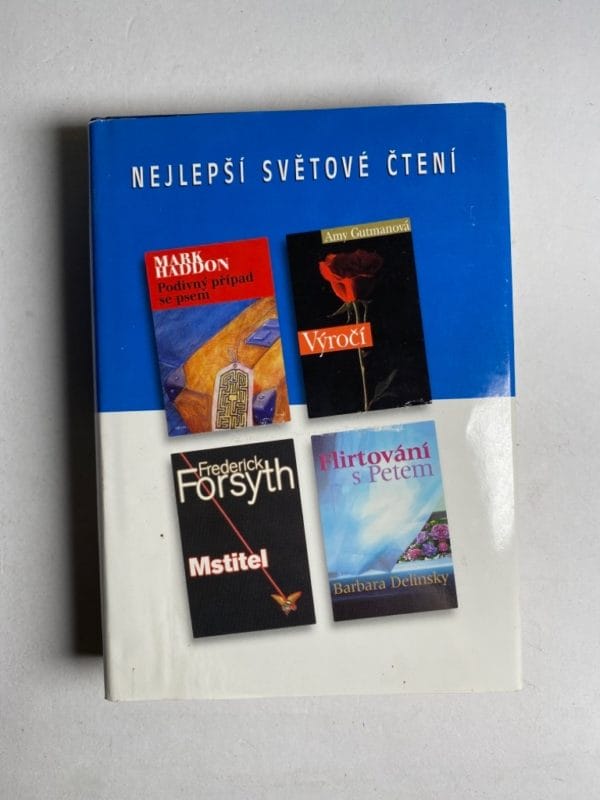 NEJLEPŠÍ SVĚTOVÉ ČTENÍ
MARK
HADDON
Podivný případ
se psem
Amy Gutmanová
Výročí
Frederick
Forsyth
Mstitel
Flirtování
s Petem
Barbara Delinsky